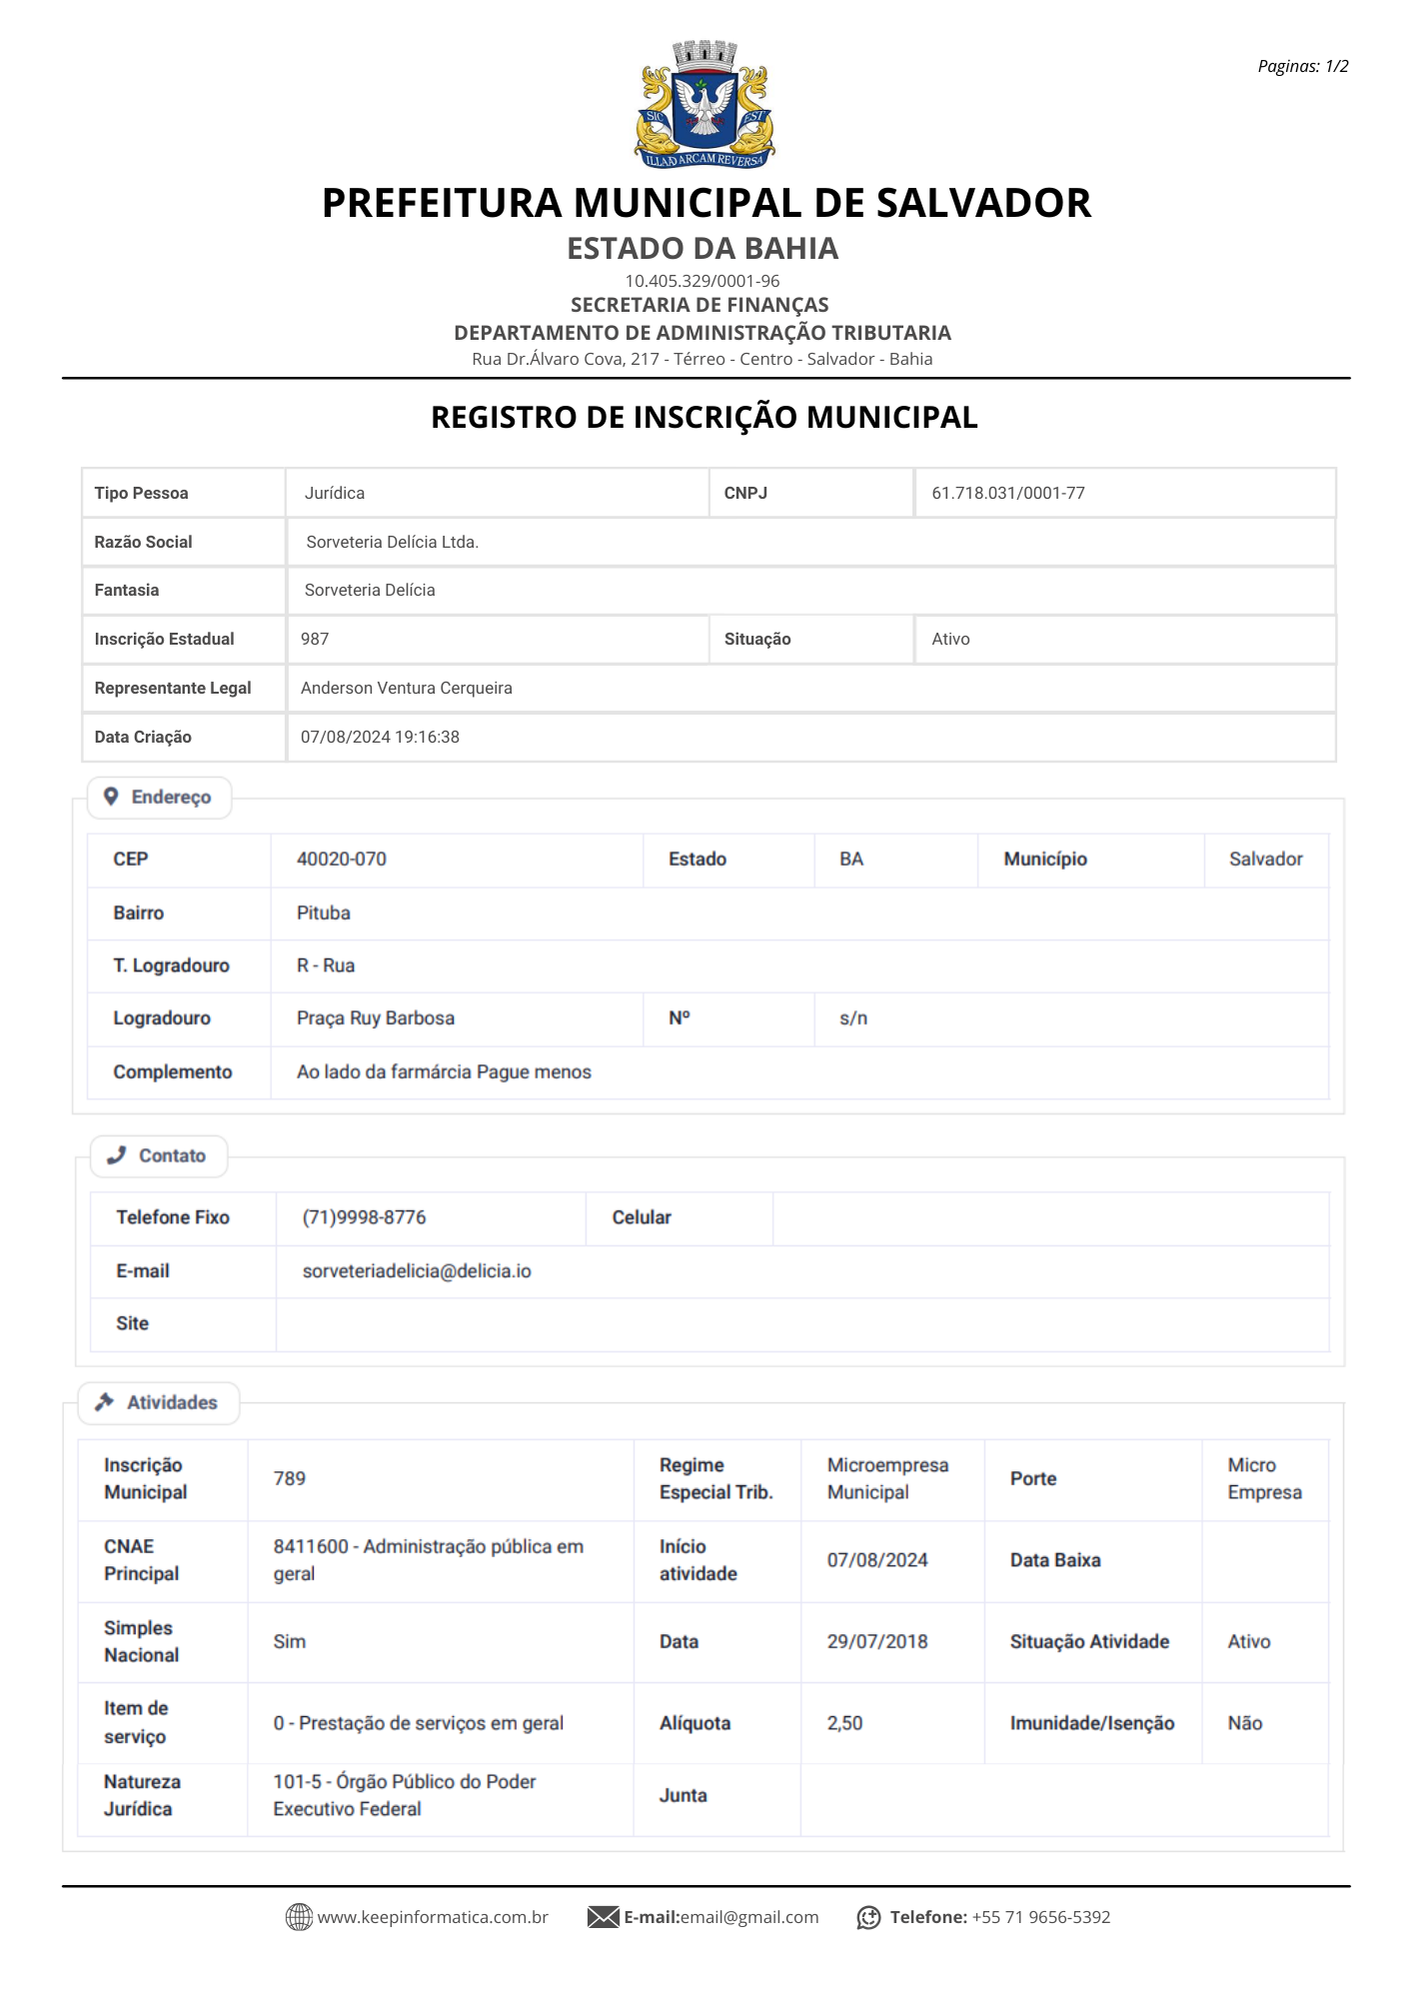 Paginas: 1/2
SIC EST
ILLA AD ARCAM REVERSA
PREFEITURA MUNICIPAL DE SALVADOR
ESTADO DA BAHIA
10.405.329/0001-96
SECRETARIA DE FINANÇAS
DEPARTAMENTO DE ADMINISTRAÇÃO TRIBUTARIA
Rua Dr.Álvaro Cova, 217 - Térreo - Centro - Salvador - Bahia
REGISTRO DE INSCRIÇÃO MUNICIPAL
Tipo Pessoa Jurídica CNPJ 61.718.031/0001-77
Razão Social Sorveteria Delícia Ltda.
Fantasia Sorveteria Delícia
Inscrição Estadual 987 Situação Ativo
Representante Legal Anderson Ventura Cerqueira
Data Criação 07/08/2024 19:16:38
Endereço
CEP 40020-070 Estado BA Município Salvador
Bairro Pituba
T. Logradouro R - Rua
Logradouro Praça Ruy Barbosa Nº s/n
Complemento Ao lado da farmárcia Pague menos
Contato
Telefone Fixo (71)9998-8776 Celular
E-mail sorveteriadelicia@delicia.io
Site
Atividades
Inscrição Municipal 789 Regime Especial Trib. Microempresa Municipal Porte Micro Empresa
CNAE Principal 8411600 - Administração pública em geral Início atividade 07/08/2024 Data Baixa
Simples Nacional Sim Data 29/07/2018 Situação Atividade Ativo
Item de serviço 0 - Prestação de serviços em geral Alíquota 2,50 Imunidade/Isenção Não
Natureza Jurídica 101-5 - Órgão Público do Poder Executivo Federal Junta
www.keepinformatica.com.br E-mail:email@gmail.com Telefone: +55 71 9656-5392